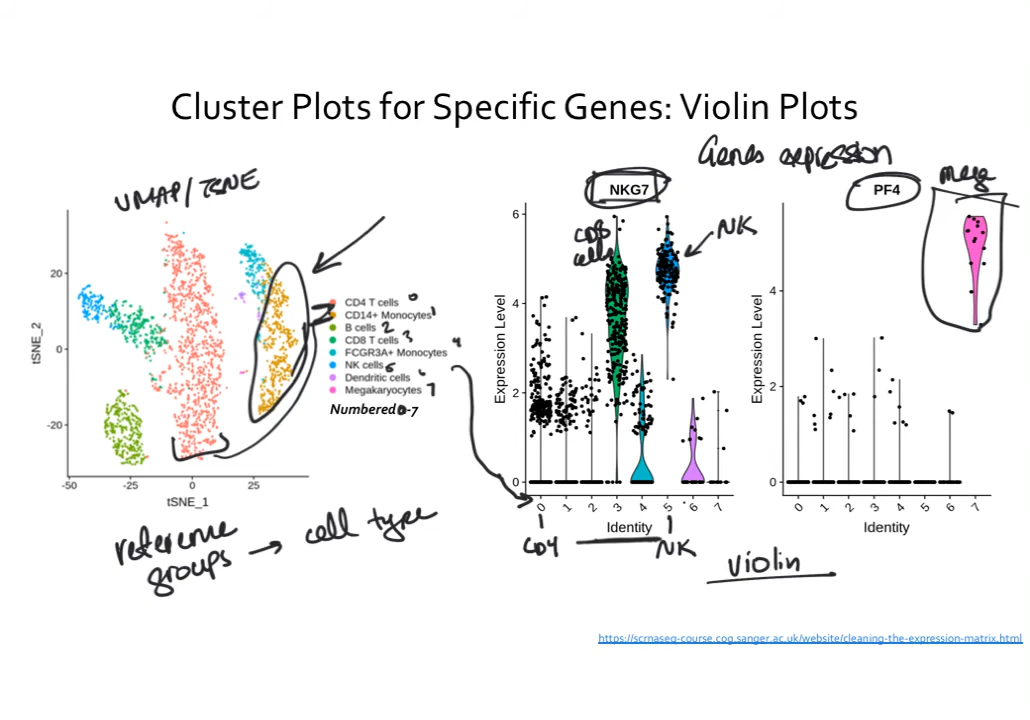 Cluster Plots for Specific Genes: Violin Plots
Genes expression
UMAP/TSNE
tSNE_2
20
0
-20
-50
-25
0
25
tSNE_1
CD4 T cells 0
CD14+ Monocytes 1
B cells 2
CD8 T cells 3
FCGR3A+ Monocytes 4
NK cells 5
Dendritic cells 6
Megakaryocytes 7
Numbered 0-7
reference
groups → cell type
NKG7
CD8
cells
NK
Expression Level
6
4
2
0
0 1 2 3 4 5 6 7
Identity
CD4
NK
PF4
mega
Expression Level
4
2
0
0 1 2 3 4 5 6 7
Identity
violin
https://scrnaseq-course.cog.sanger.ac.uk/website/cleaning-the-expression-matrix.html